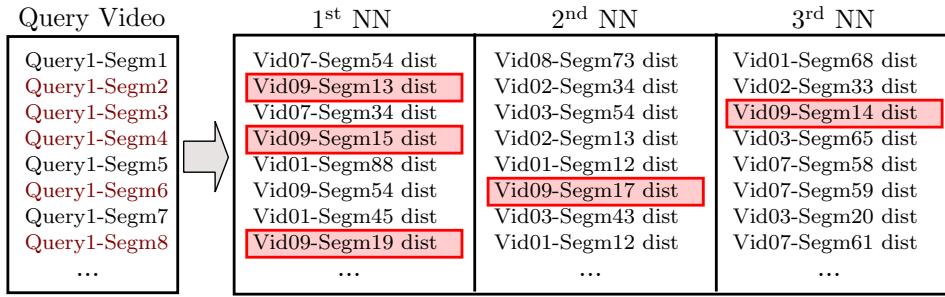 Query Video 1st NN 2nd NN 3rd NN
Query1-Segm1 Vid07-Segm54 dist Vid08-Segm73 dist Vid01-Segm68 dist
Query1-Segm2 Vid09-Segm13 dist Vid02-Segm34 dist Vid02-Segm33 dist
Query1-Segm3 Vid07-Segm34 dist Vid03-Segm54 dist Vid09-Segm14 dist
Query1-Segm4 Vid09-Segm15 dist Vid02-Segm13 dist Vid03-Segm65 dist
Query1-Segm5 Vid01-Segm88 dist Vid01-Segm12 dist Vid07-Segm58 dist
Query1-Segm6 Vid09-Segm54 dist Vid09-Segm17 dist Vid07-Segm59 dist
Query1-Segm7 Vid01-Segm45 dist Vid03-Segm43 dist Vid03-Segm20 dist
Query1-Segm8 Vid09-Segm19 dist Vid01-Segm12 dist Vid07-Segm61 dist
... ... ... ...